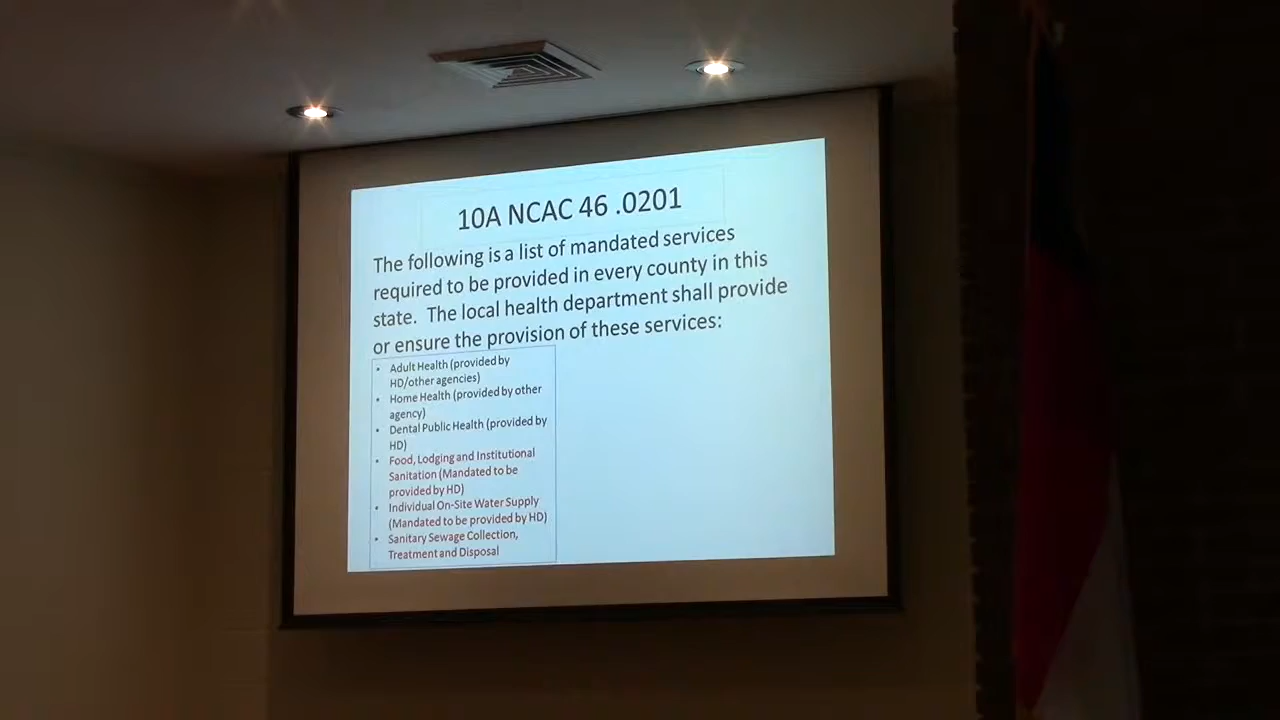 10A NCAC 46 .0201
The following is a list of mandated services
required to be provided in every county in this
state. The local health department shall provide
or ensure the provision of these services:
• Adult Health (provided by
HD/other agencies)
• Home Health (provided by other
agency)
• Dental Public Health (provided by
HD)
• Food, Lodging and Institutional
Sanitation (Mandated to be
provided by HD)
• Individual On-Site Water Supply
(Mandated to be provided by HD)
• Sanitary Sewage Collection,
Treatment and Disposal